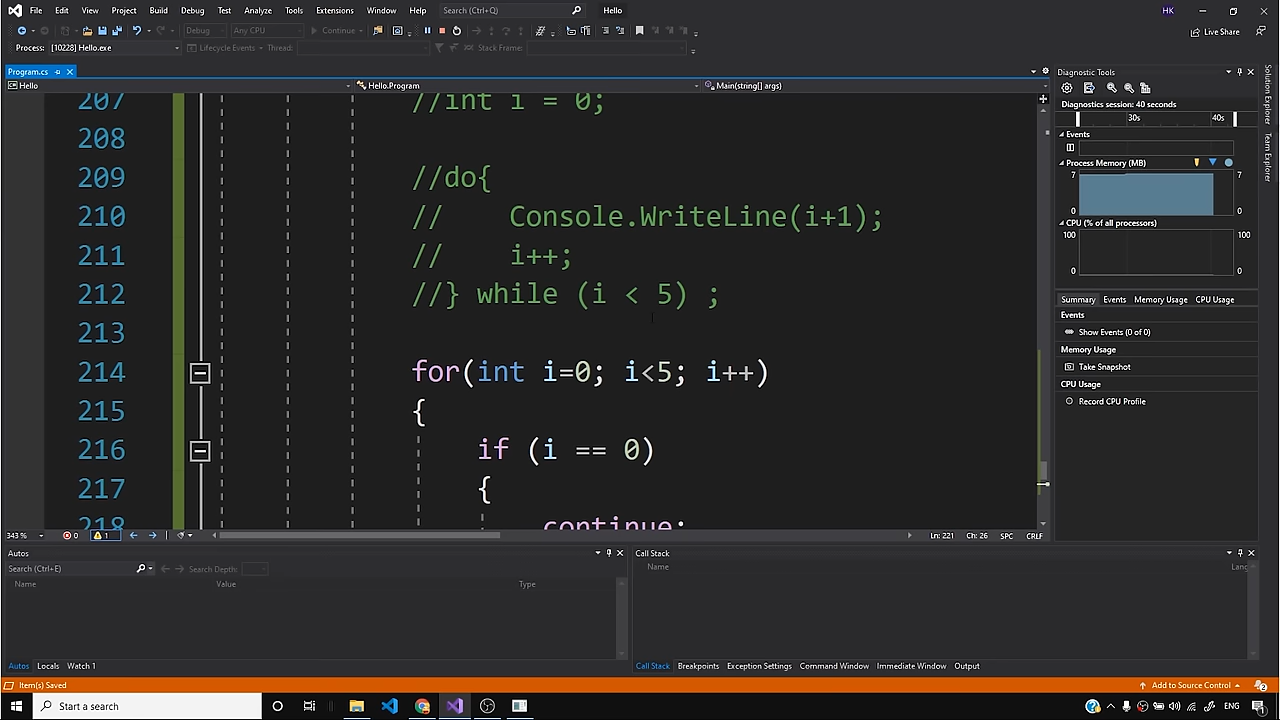 File Edit View Project Build Debug Test Analyze Tools Extensions Window Help Search (Ctrl+Q) Hello HK
Debug Any CPU Continue Live Share
Process: [10228] Hello.exe Lifecycle Events Thread: Stack Frame:
Program.cs
Hello Hello.Program Main(string[] args)
207 //int i = 0;
208
209 //do{
210 // Console.WriteLine(i+1);
211 // i++;
212 //} while (i < 5) ;
213
214 for(int i=0; i<5; i++)
215 {
216 if (i == 0)
217 {
218 continue;
343 % 0 1 Ln: 221 Ch: 26 SPC CRLF
Diagnostic Tools
Diagnostics session: 40 seconds
30s 40s
Events
Process Memory (MB)
7 7
0 0
CPU (% of all processors)
100 100
0 0
Summary Events Memory Usage CPU Usage
Events
Show Events (0 of 0)
Memory Usage
Take Snapshot
CPU Usage
Record CPU Profile
Solution Explorer
Team Explorer
Autos
Search (Ctrl+E) Search Depth:
Name Value Type
Autos Locals Watch 1
Call Stack
Name Lang
Call Stack Breakpoints Exception Settings Command Window Immediate Window Output
Item(s) Saved Add to Source Control 2
Start a search ENG